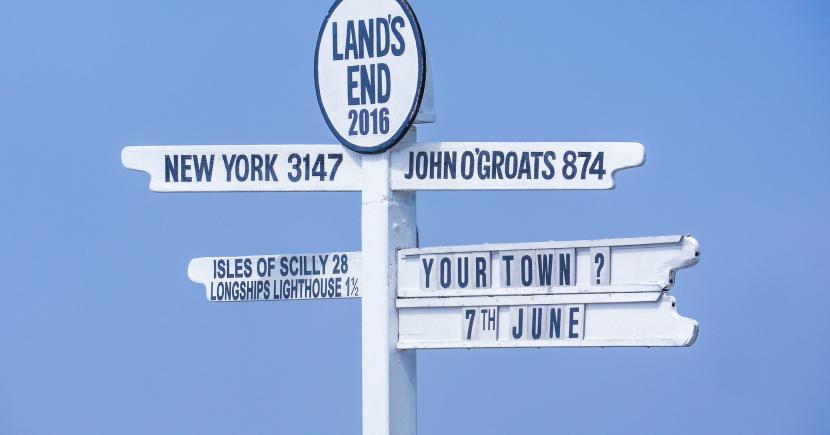 LAND'S
END
2016
NEW YORK 3147
JOHN O'GROATS 874
ISLES OF SCILLY 28
LONGSHIPS LIGHTHOUSE 1½
YOUR TOWN ?
7TH JUNE